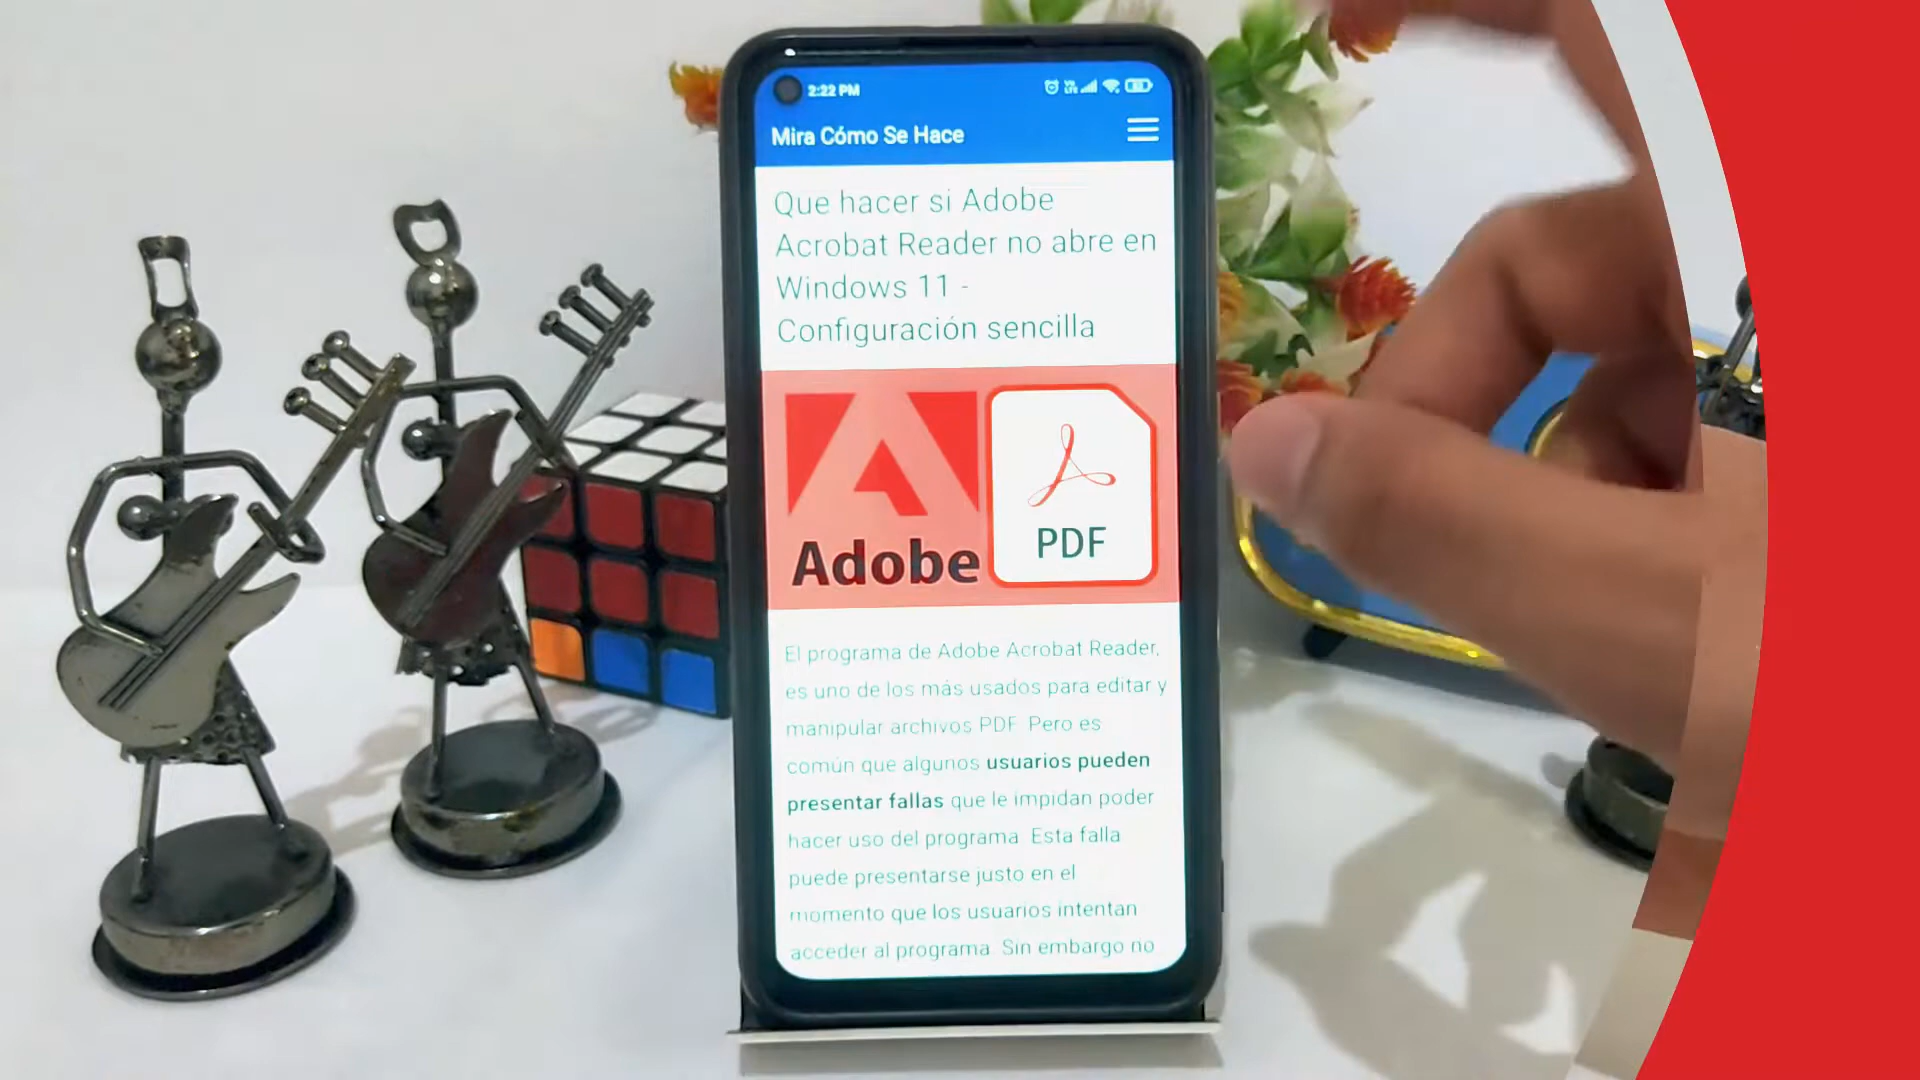 2:22 PM
Mira Cómo Se Hace
Que hacer si Adobe
Acrobat Reader no abre en
Windows 11 -
Configuración sencilla
Adobe
PDF
El programa de Adobe Acrobat Reader,
es uno de los más usados para editar y
manipular archivos PDF. Pero es
común que algunos usuarios pueden
presentar fallas que le impidan poder
hacer uso del programa. Esta falla
puede presentarse justo en el
momento que los usuarios intentan
acceder al programa. Sin embargo no